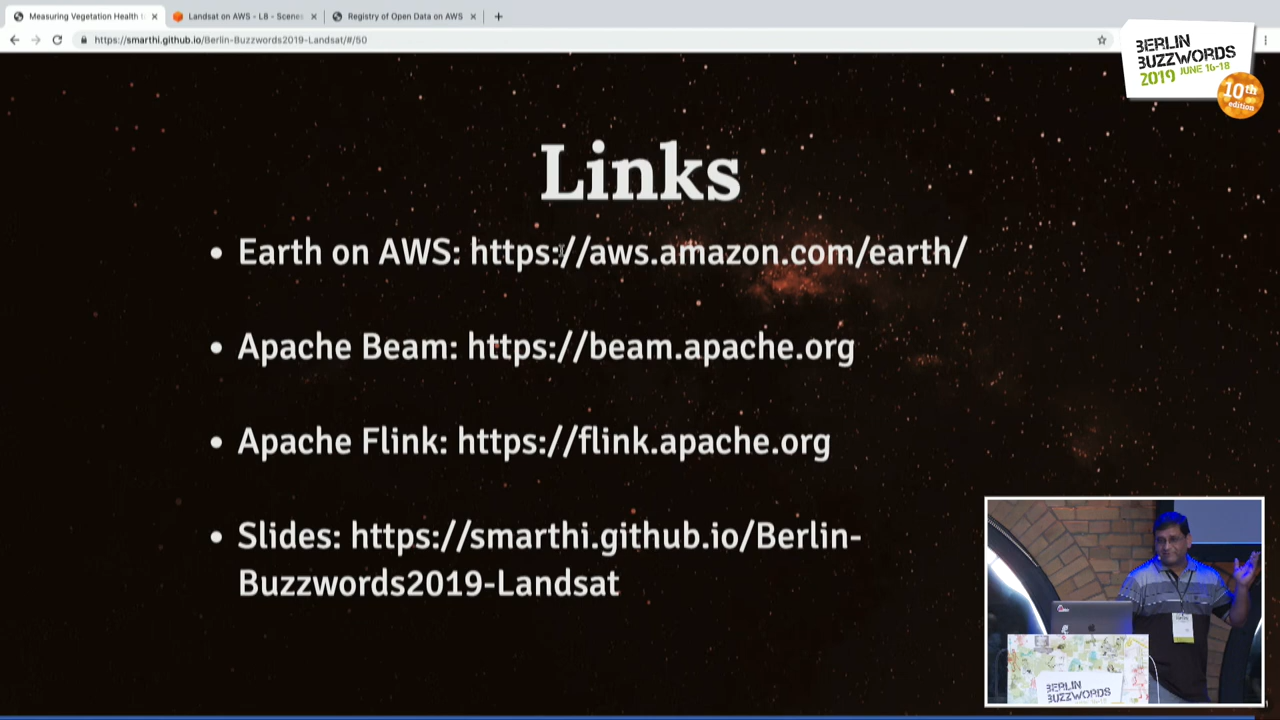 Measuring Vegetation Health t
Landsat on AWS - L8 - Scenes
Registry of Open Data on AWS
https://smarthi.github.io/Berlin-Buzzwords2019-Landsat/#/50
BERLIN
BUZZWORDS
2019 JUNE 16-18
10th
edition
Links
• Earth on AWS: https://aws.amazon.com/earth/
• Apache Beam: https://beam.apache.org
• Apache Flink: https://flink.apache.org
• Slides: https://smarthi.github.io/Berlin-
Buzzwords2019-Landsat
BERLIN
BUZZWORDS